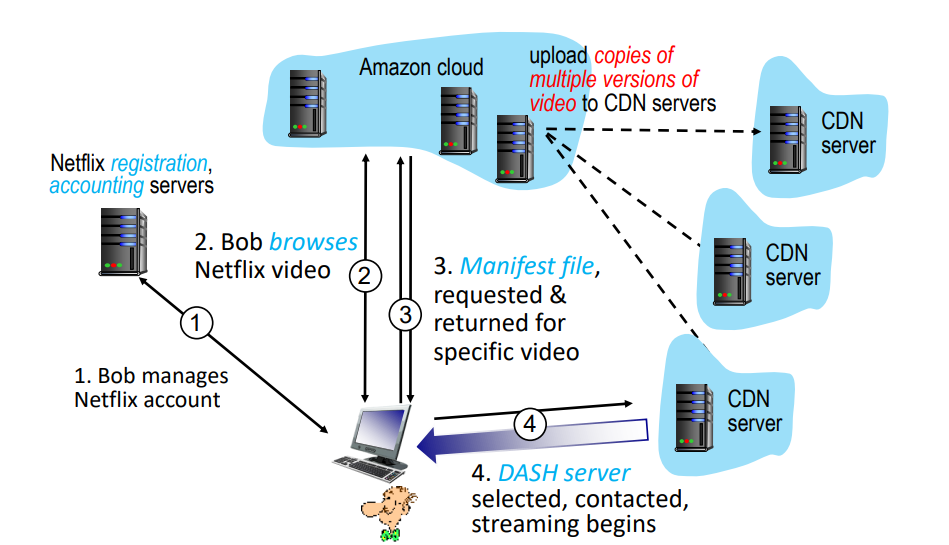 Amazon cloud
upload copies of
multiple versions of
video to CDN servers
CDN
server
Netflix registration,
accounting servers
CDN
server
2. Bob browses
Netflix video
2
3. Manifest file,
requested &
returned for
specific video
3
1
1. Bob manages
Netflix account
CDN
server
4
4. DASH server
selected, contacted,
streaming begins